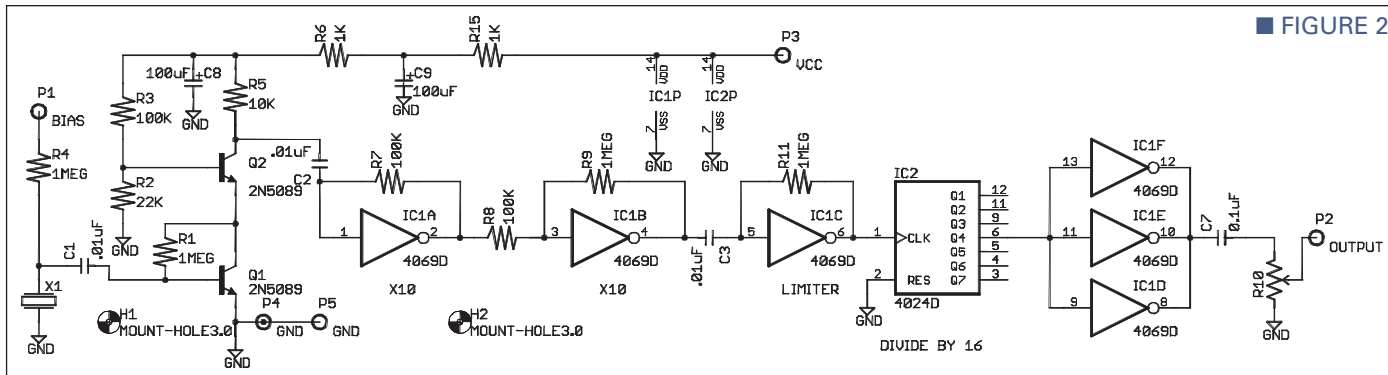 ■ FIGURE 2
P1
BIAS
R4
1MEG
C1
.01uF
X1
GND
R3
100K
R2
22K
GND
100uF
+C8
GND
R5
10K
R6
1K
+C9
100uF
GND
R15
1K
P3
VCC
14
VDD
IC1P
7
VSS
GND
14
VDD
IC2P
7
VSS
GND
Q2
2N5089
R1
1MEG
Q1
2N5089
GND
P4
GND
P5
GND
H1
MOUNT-HOLE3.0
H2
MOUNT-HOLE3.0
.01uF
C2
R7
100K
1
IC1A
2
4069D
X10
R8
100K
R9
1MEG
3
IC1B
4
4069D
X10
.01uF
C3
R11
1MEG
5
IC1C
6
4069D
LIMITER
IC2
1
CLK
2
RES
GND
Q1 12
Q2 11
Q3 9
Q4 6
Q5 5
Q6 4
Q7 3
4024D
DIVIDE BY 16
13
IC1F
12
4069D
11
IC1E
10
4069D
9
IC1D
8
4069D
C7
0.1uF
R10
GND
P2
OUTPUT